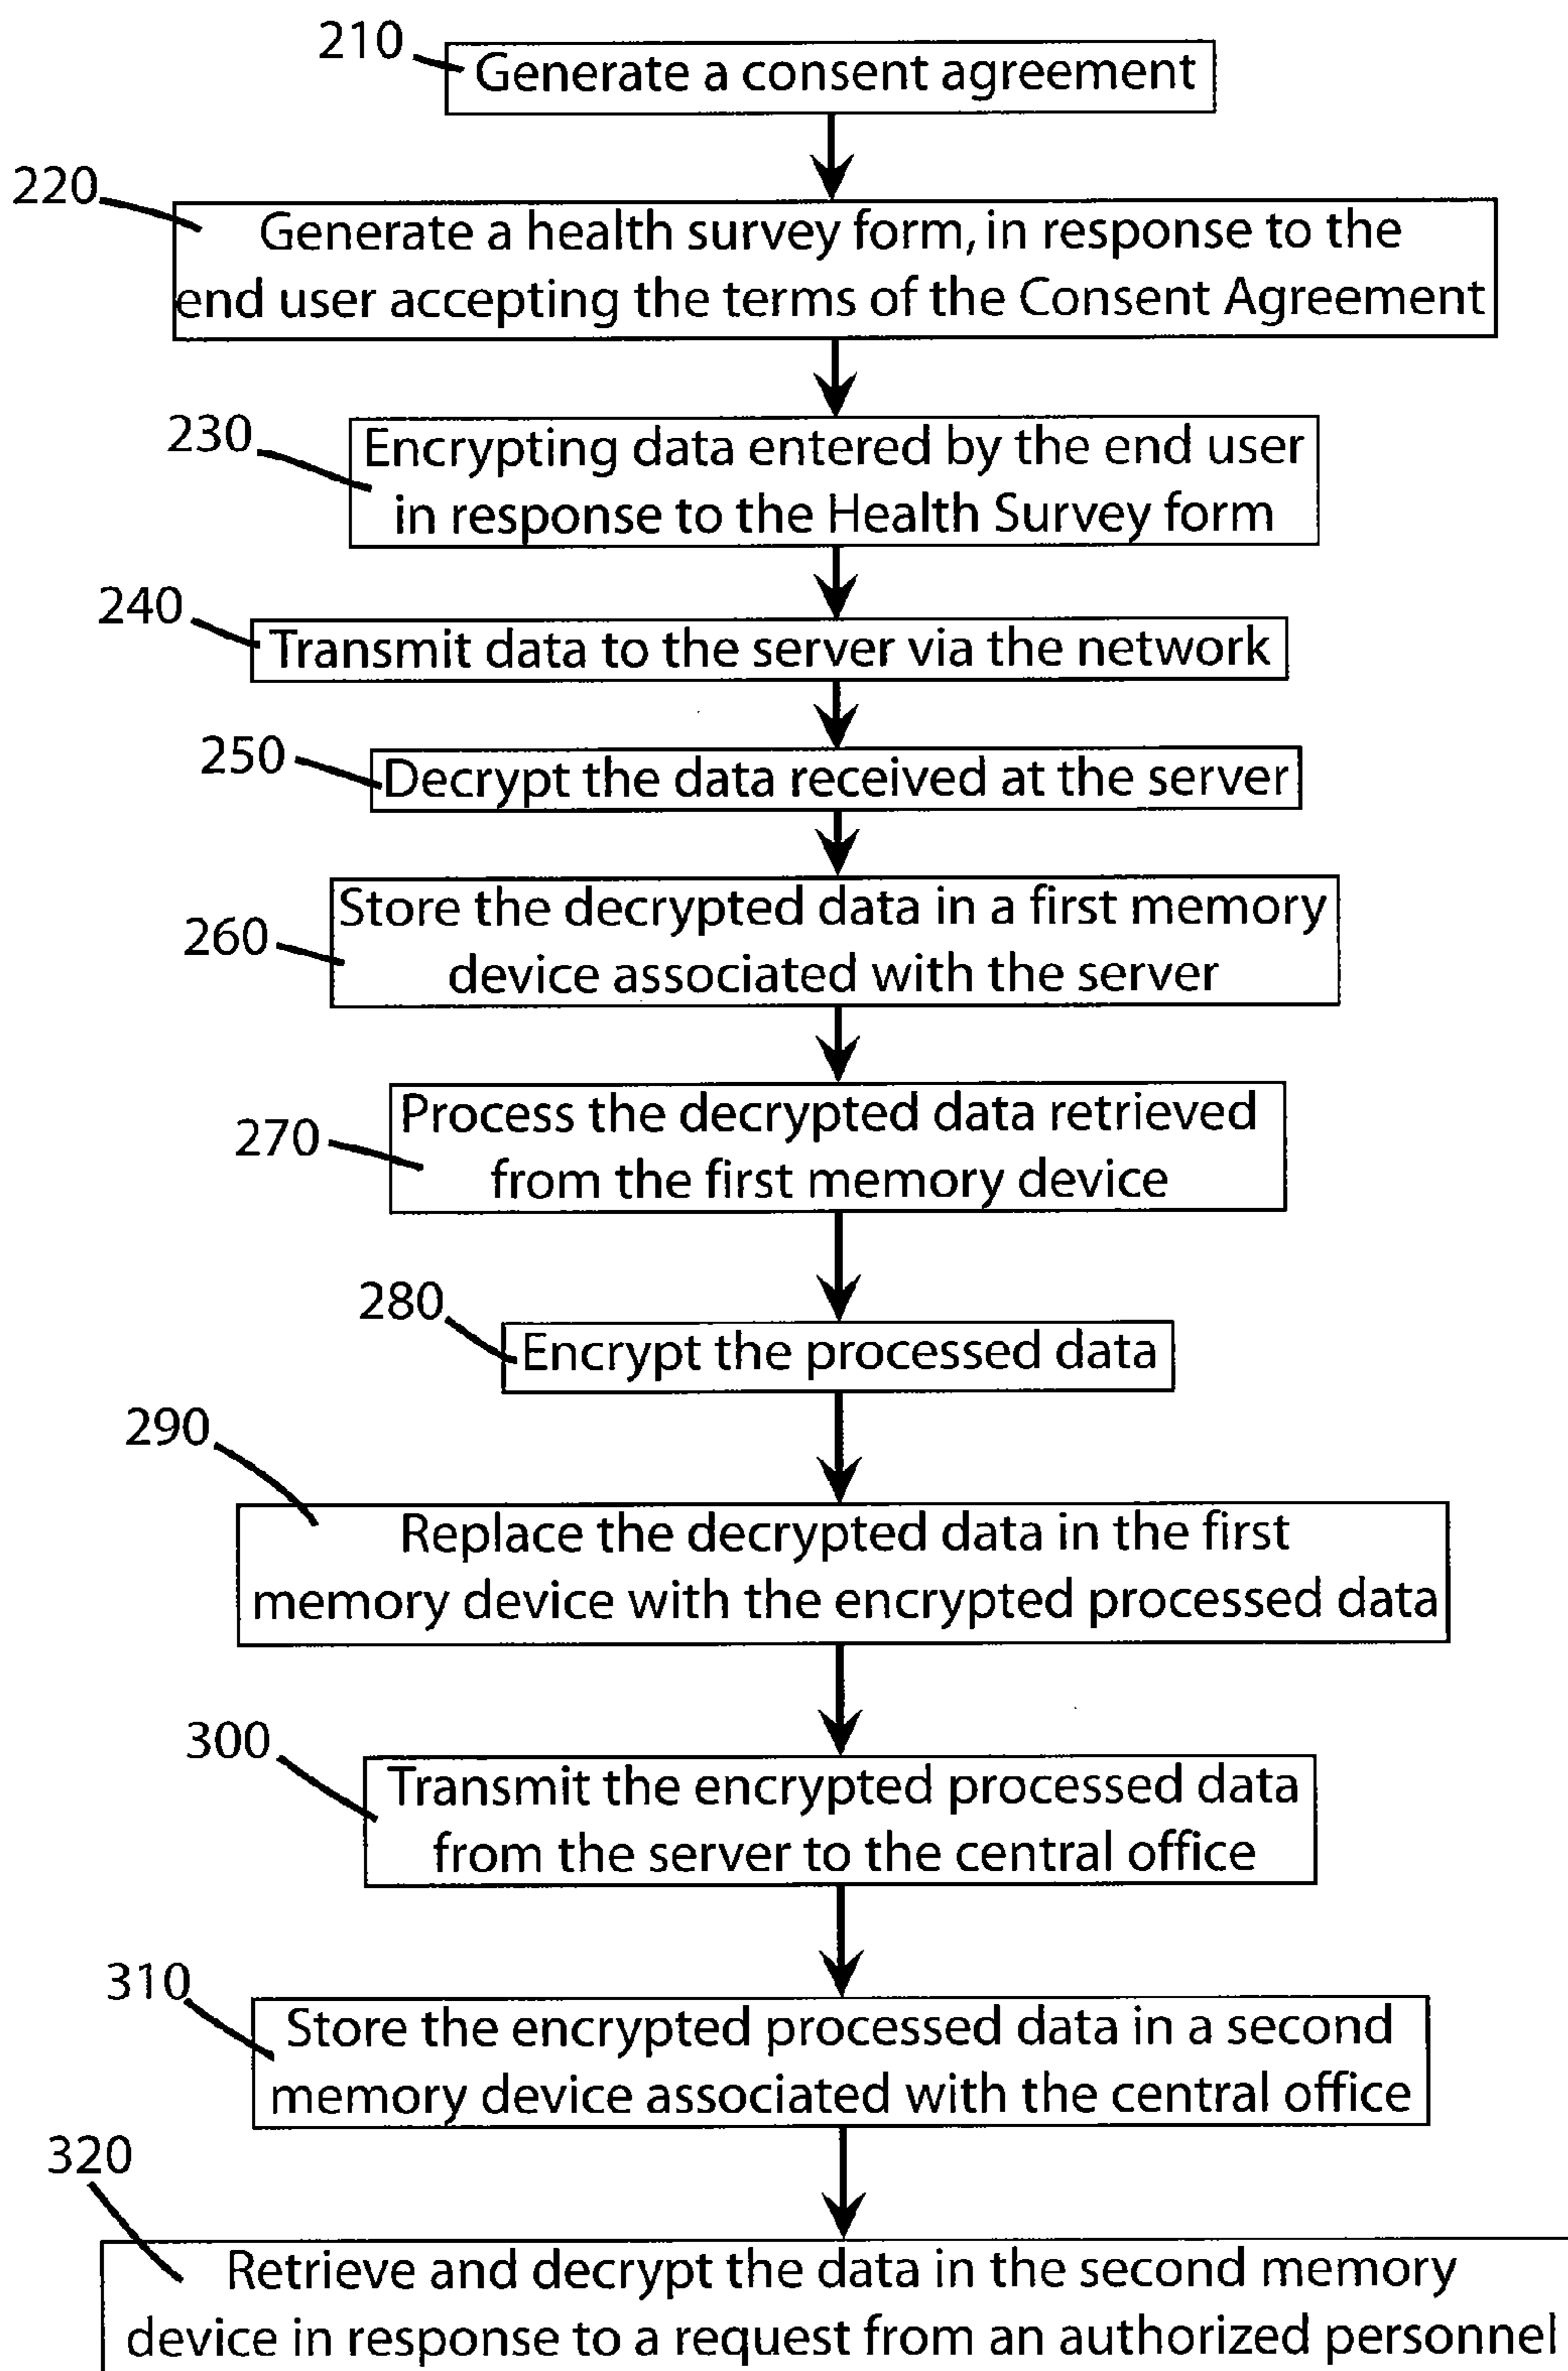 210
Generate a consent agreement
220
Generate a health survey form, in response to the
end user accepting the terms of the Consent Agreement
230
Encrypting data entered by the end user
in response to the Health Survey form
240
Transmit data to the server via the network
250
Decrypt the data received at the server
260
Store the decrypted data in a first memory
device associated with the server
270
Process the decrypted data retrieved
from the first memory device
280
Encrypt the processed data
290
Replace the decrypted data in the first
memory device with the encrypted processed data
300
Transmit the encrypted processed data
from the server to the central office
310
Store the encrypted processed data in a second
memory device associated with the central office
320
Retrieve and decrypt the data in the second memory
device in response to a request from an authorized personnel